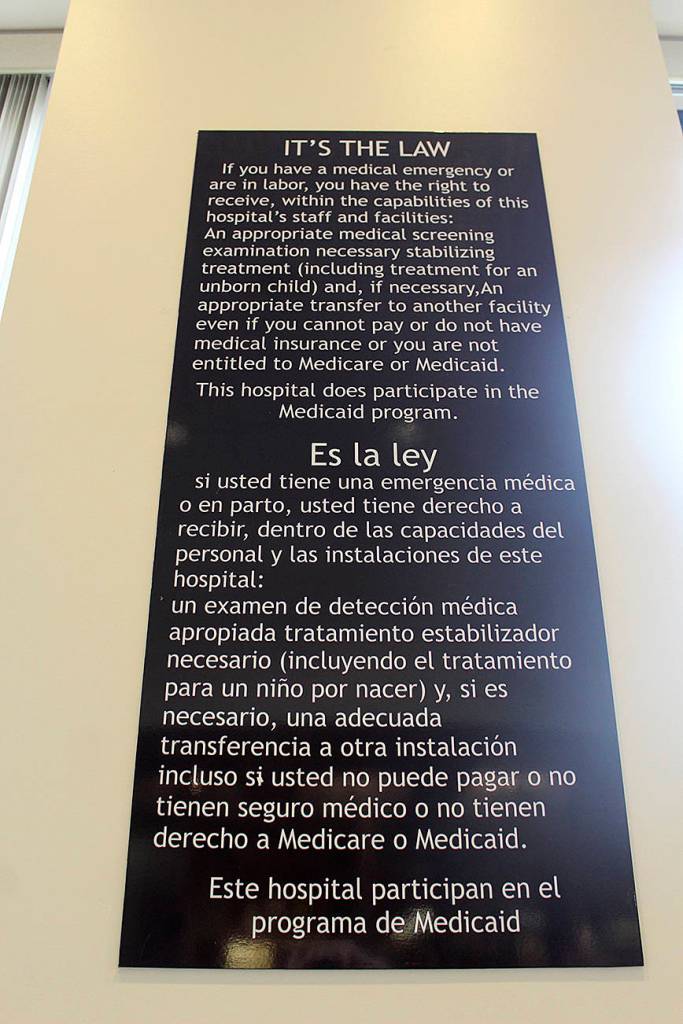 IT'S THE LAW
If you have a medical emergency or
are in labor, you have the right to
receive, within the capabilities of this
hospital's staff and facilities:
An appropriate medical screening
examination necessary stabilizing
treatment (including treatment for an
unborn child) and, if necessary,An
appropriate transfer to another facility
even if you cannot pay or do not have
medical insurance or you are not
entitled to Medicare or Medicaid.
This hospital does participate in the
Medicaid program.
Es la ley
si usted tiene una emergencia médica
o en parto, usted tiene derecho a
recibir, dentro de las capacidades del
personal y las instalaciones de este
hospital:
un examen de detección médica
apropiada tratamiento estabilizador
necesario (incluyendo el tratamiento
para un niño por nacer) y, si es
necesario, una adecuada
transferencia a otra instalación
incluso si usted no puede pagar o no
tienen seguro médico o no tienen
derecho a Medicare o Medicaid.
Este hospital participan en el
programa de Medicaid